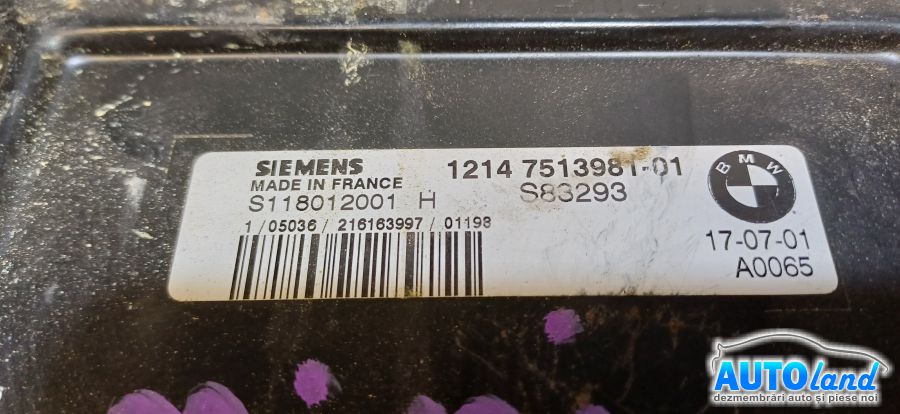 SIEMENS
MADE IN FRANCE
S118012001 H
1214 7513981-01
S83293
1 / 05036 / 216163997 / 01198
BMW
17-07-01
A0065
AUTOland
dezmembrări auto și piese noi